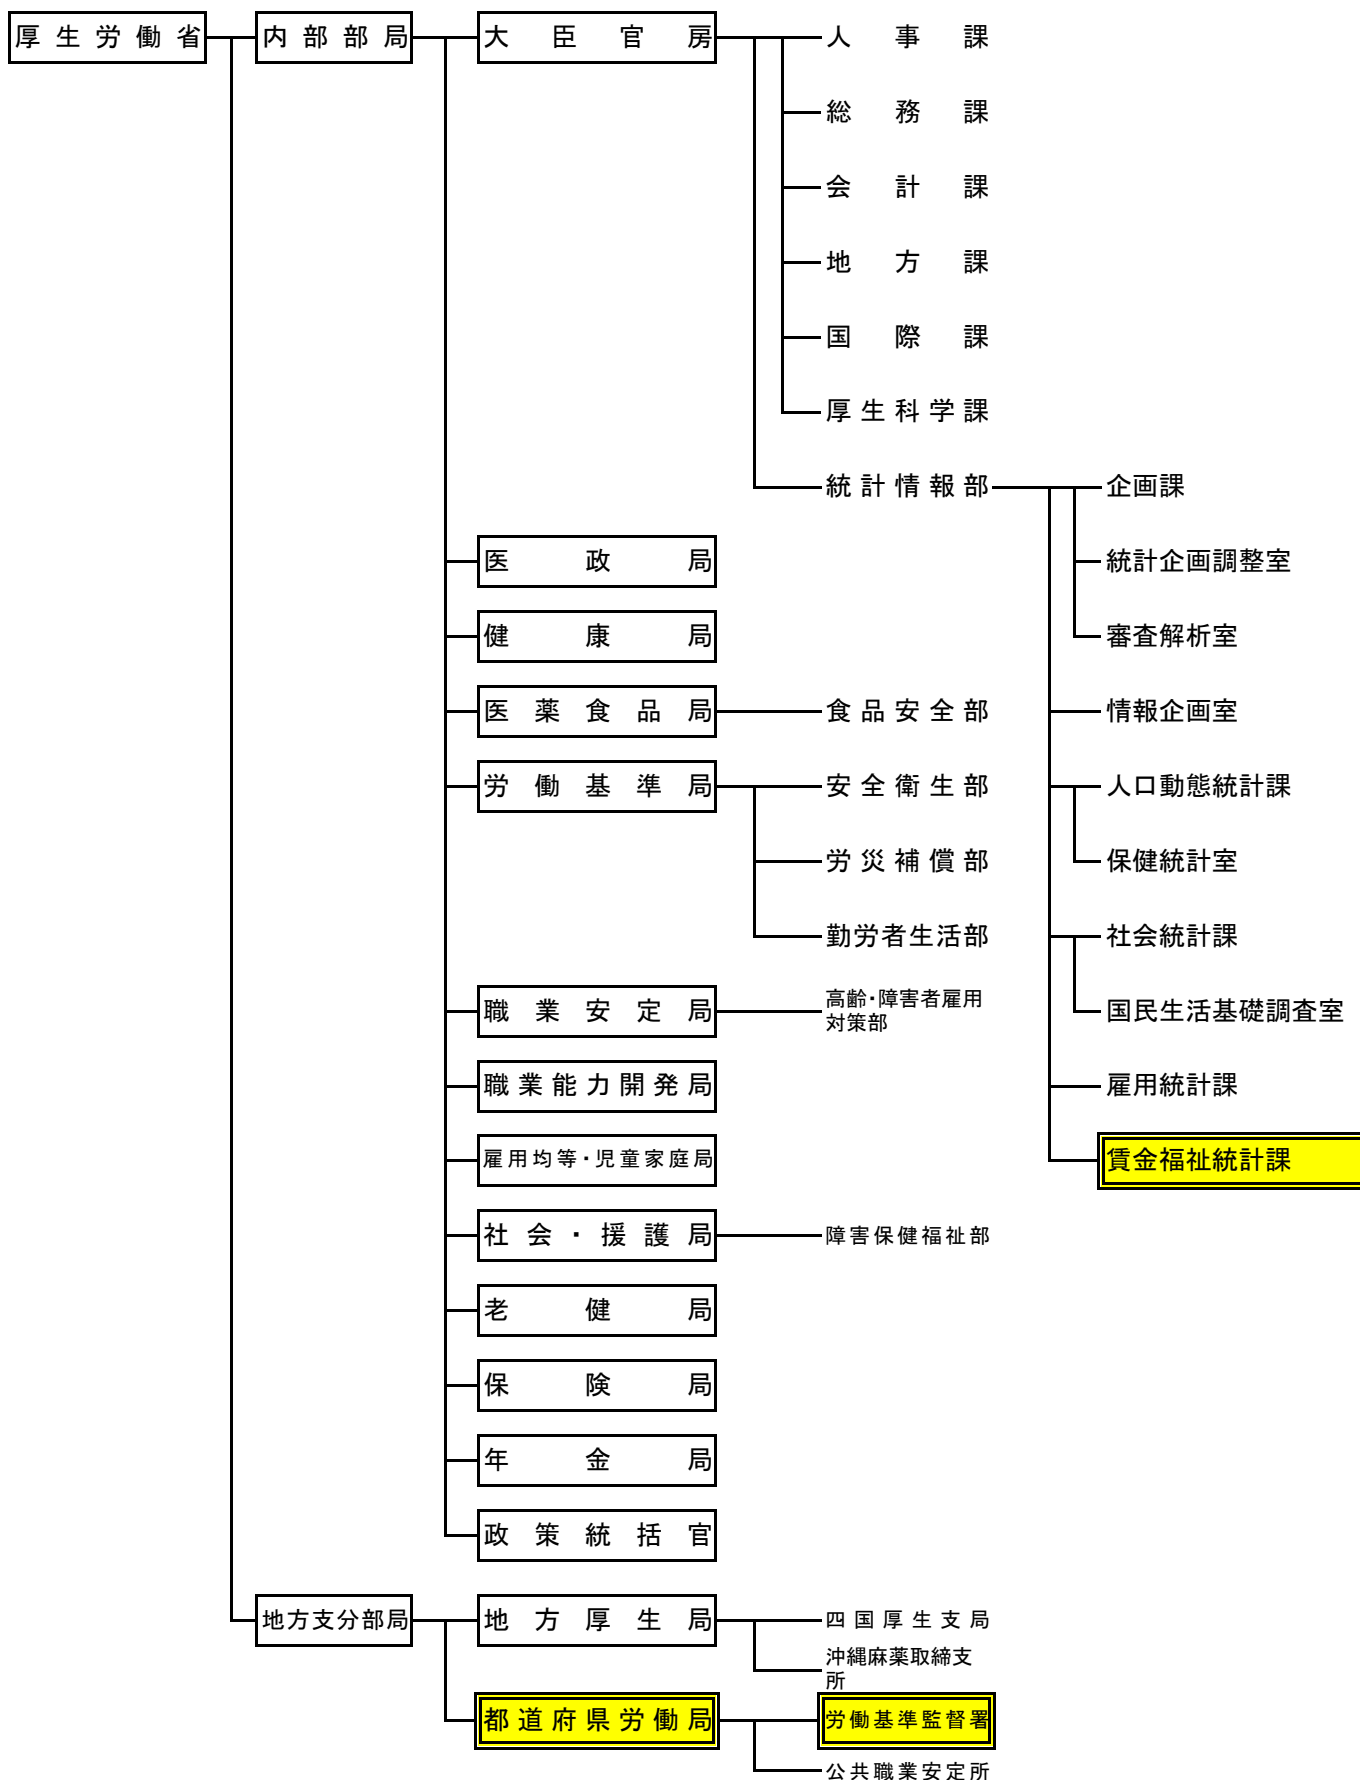 厚生労働省
内部部局
大臣官房
人事課
総務課
会計課
地方課
国際課
厚生科学課
統計情報部
企画課
統計企画調整室
審査解析室
情報企画室
人口動態統計課
保健統計室
社会統計課
国民生活基礎調査室
雇用統計課
賃金福祉統計課
医政局
健康局
医薬食品局
食品安全部
労働基準局
安全衛生部
労災補償部
勤労者生活部
職業安定局
高齢・障害者雇用
対策部
職業能力開発局
雇用均等・児童家庭局
社会・援護局
障害保健福祉部
老健局
保険局
年金局
政策統括官
地方支分部局
地方厚生局
四国厚生支局
沖縄麻薬取締支
所
都道府県労働局
労働基準監督署
公共職業安定所